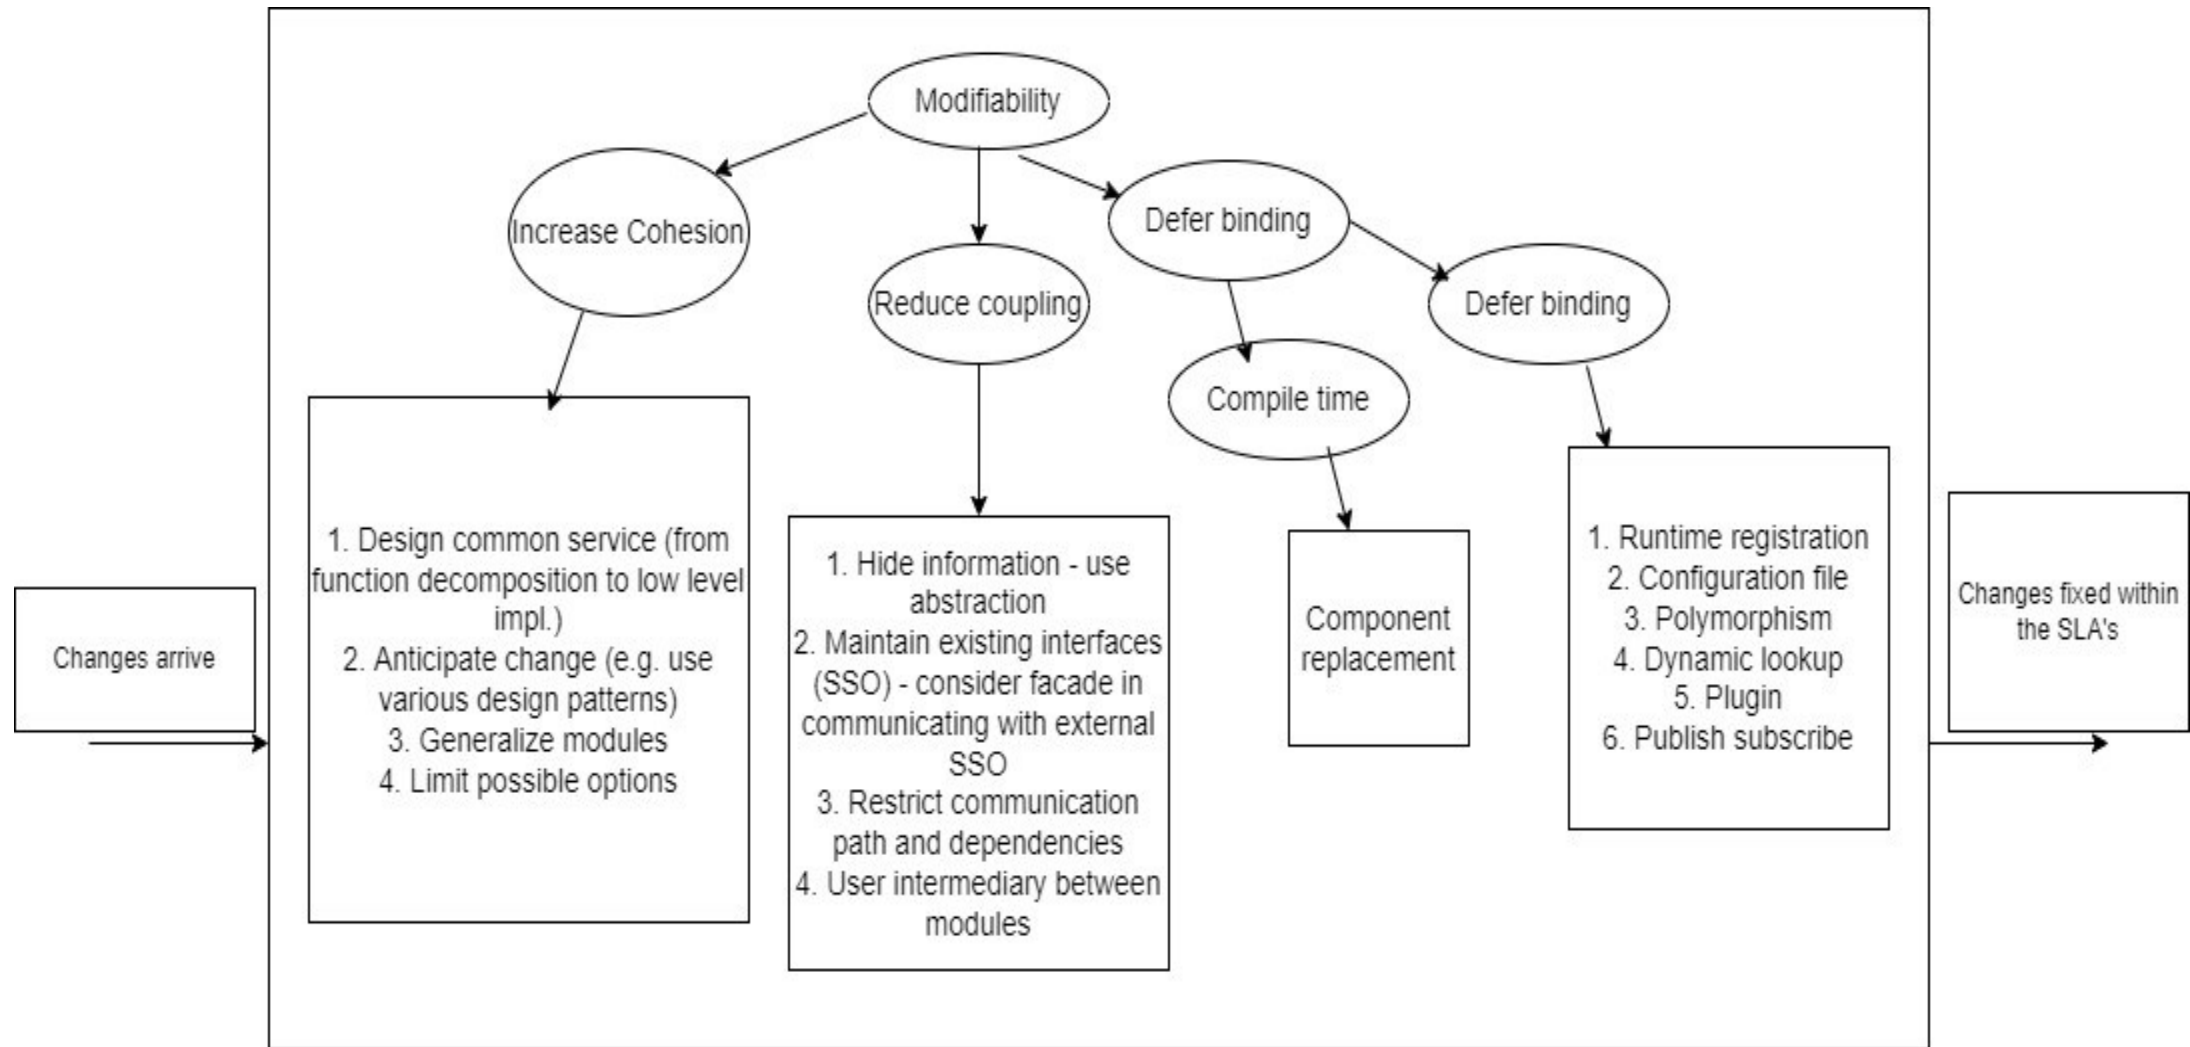 Modifiability
Increase Cohesion
Reduce coupling
Defer binding
Defer binding
Compile time
Changes arrive
1. Design common service (from
function decomposition to low level
impl.)
2. Anticipate change (e.g. use
various design patterns)
3. Generalize modules
4. Limit possible options
1. Hide information - use
abstraction
2. Maintain existing interfaces
(SSO) - consider facade in
communicating with external
SSO
3. Restrict communication
path and dependencies
4. User intermediary between
modules
Component
replacement
1. Runtime registration
2. Configuration file
3. Polymorphism
4. Dynamic lookup
5. Plugin
6. Publish subscribe
Changes fixed within
the SLA's